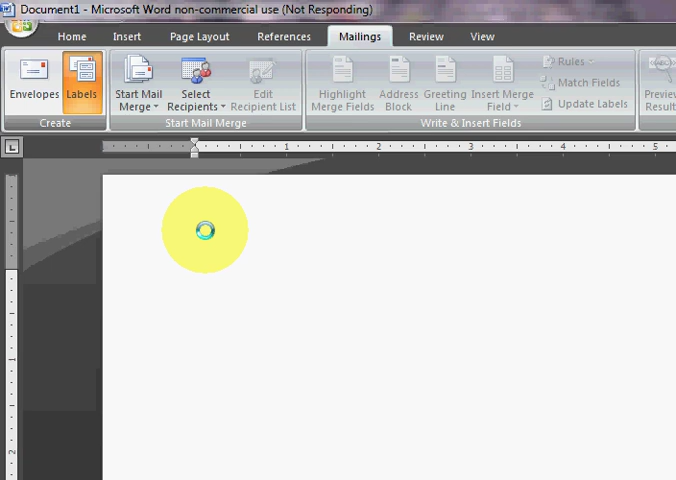 Document1 - Microsoft Word non-commercial use (Not Responding)
Home Insert Page Layout References Mailings Review View
Envelopes Labels Start Mail Merge Select Recipients Edit Recipient List Highlight Merge Fields Address Block Greeting Line Insert Merge Field Rules Match Fields Update Labels Preview Result
Create Start Mail Merge Write & Insert Fields
1 2 3 4 5
1
2